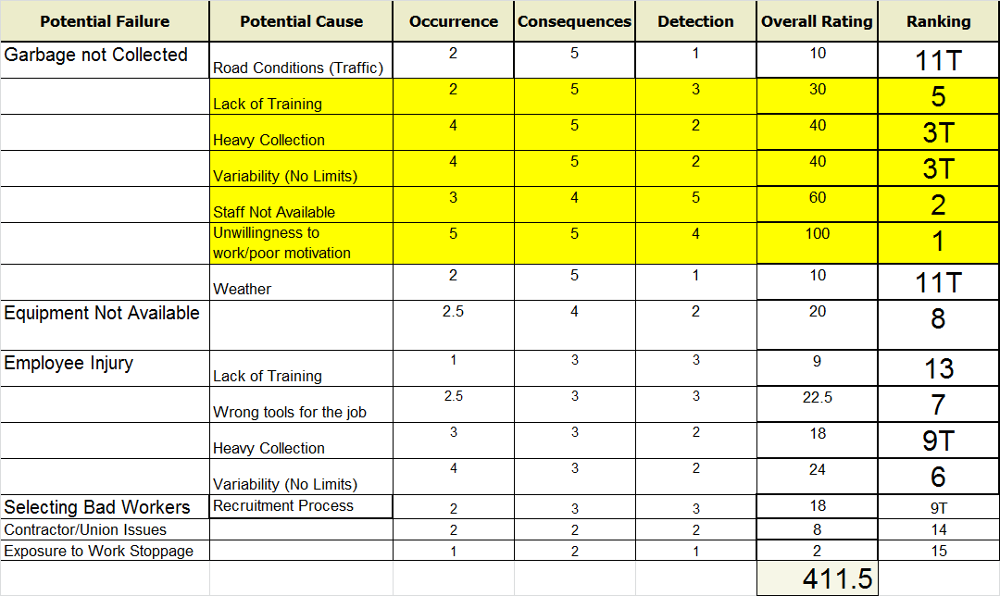 Potential Failure Potential Cause Occurrence Consequences Detection Overall Rating Ranking
Garbage not Collected Road Conditions (Traffic) 2 5 1 10 11T
Lack of Training 2 5 3 30 5
Heavy Collection 4 5 2 40 3T
Variability (No Limits) 4 5 2 40 3T
Staff Not Available 3 4 5 60 2
Unwillingness to
work/poor motivation 5 5 4 100 1
Weather 2 5 1 10 11T
Equipment Not Available 2.5 4 2 20 8
Employee Injury Lack of Training 1 3 3 9 13
Wrong tools for the job 2.5 3 3 22.5 7
Heavy Collection 3 3 2 18 9T
Variability (No Limits) 4 3 2 24 6
Selecting Bad Workers Recruitment Process 2 3 3 18 9T
Contractor/Union Issues 2 2 2 8 14
Exposure to Work Stoppage 1 2 1 2 15
411.5